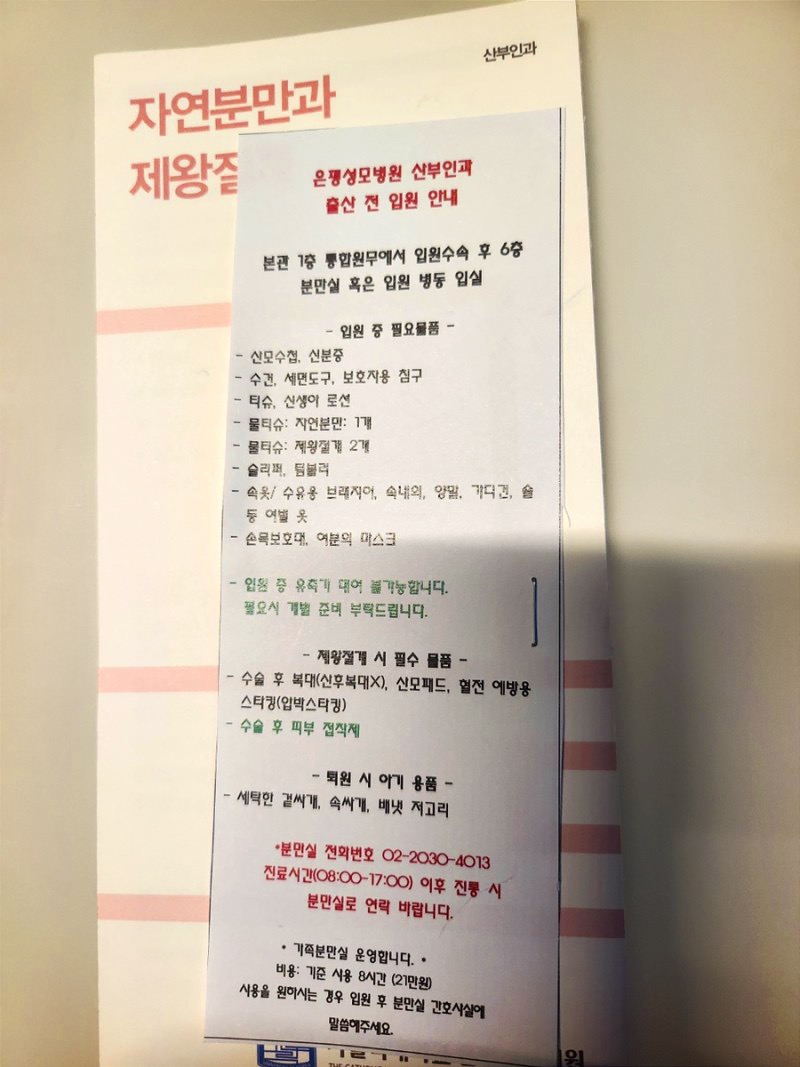 산부인과
자연분만과
제왕절
은평성모병원 산부인과
출산 전 입원 안내
본관 1층 통합원무에서 입원수속 후 6층
분만실 혹은 입원 병동 입실
- 입원 중 필요물품 -
- 산모수첩, 신분증
- 수건, 세면도구, 보호자용 침구
- 티슈, 신생아 로션
- 물티슈: 자연분만: 1개
- 물티슈: 제왕절개 2개
- 슬리퍼, 텀블러
- 속옷/ 수유용 브래지어, 속내의, 양말, 가디건, 숄
등 여벌 옷
- 손목보호대, 여분의 마스크
- 입원 중 유축기 대여 불가능합니다.
필요시 개별 준비 부탁드립니다.
- 제왕절개 시 필수 물품 -
- 수술 후 복대(산후복대X), 산모패드, 혈전 예방용
스타킹(압박스타킹)
- 수술 후 피부 접착제
- 퇴원 시 아기 용품 -
- 세탁한 겉싸개, 속싸개, 배냇 저고리
*분만실 전화번호 02-2030-4013
진료시간(08:00-17:00) 이후 진통 시
분만실로 연락 바랍니다.
* 가족분만실 운영합니다. *
비용: 기준 사용 8시간 (21만원)
사용을 원하시는 경우 입원 후 분만실 간호사실에
말씀해주세요.